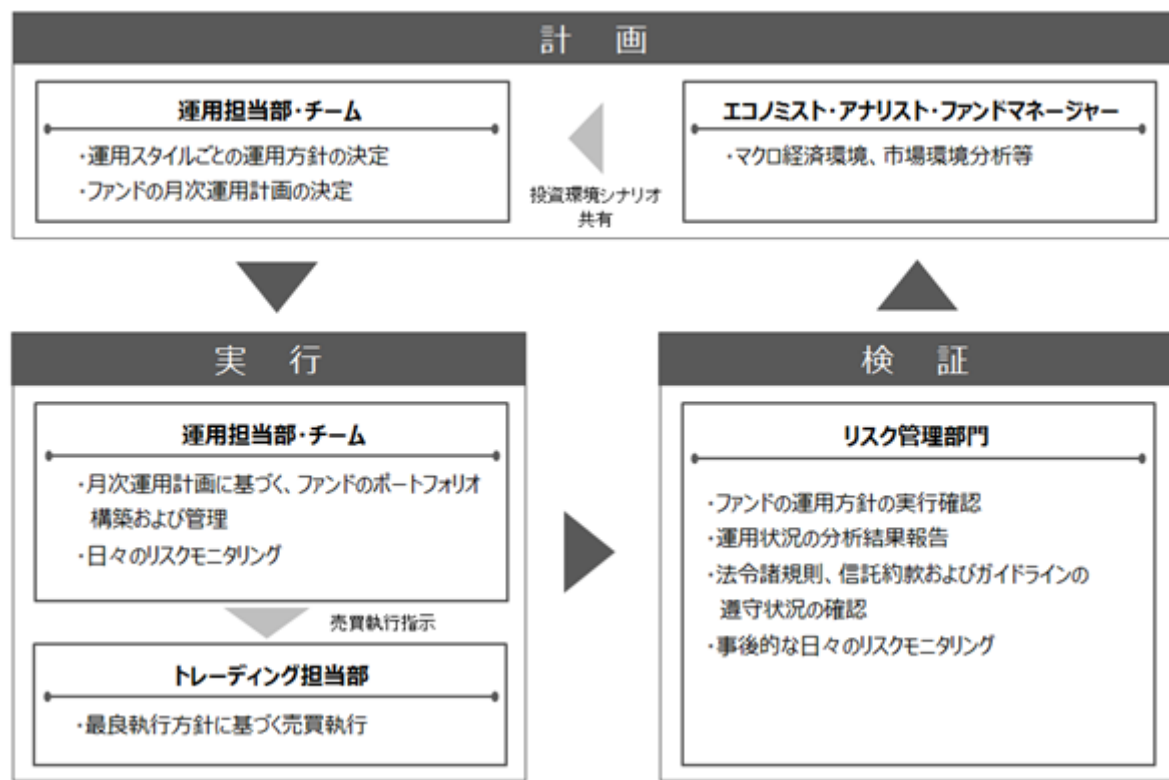 計 画
運用担当部・チーム
・運用スタイルごとの運用方針の決定
・ファンドの月次運用計画の決定
投資環境シナリオ
共有
エコノミスト・アナリスト・ファンドマネージャー
・マクロ経済環境、市場環境分析等
実 行
運用担当部・チーム
・月次運用計画に基づく、ファンドのポートフォリオ
構築および管理
・日々のリスクモニタリング
売買執行指示
トレーディング担当部
・最良執行方針に基づく売買執行
検 証
リスク管理部門
・ファンドの運用方針の実行確認
・運用状況の分析結果報告
・法令諸規則、信託約款およびガイドラインの
遵守状況の確認
・事後的な日々のリスクモニタリング